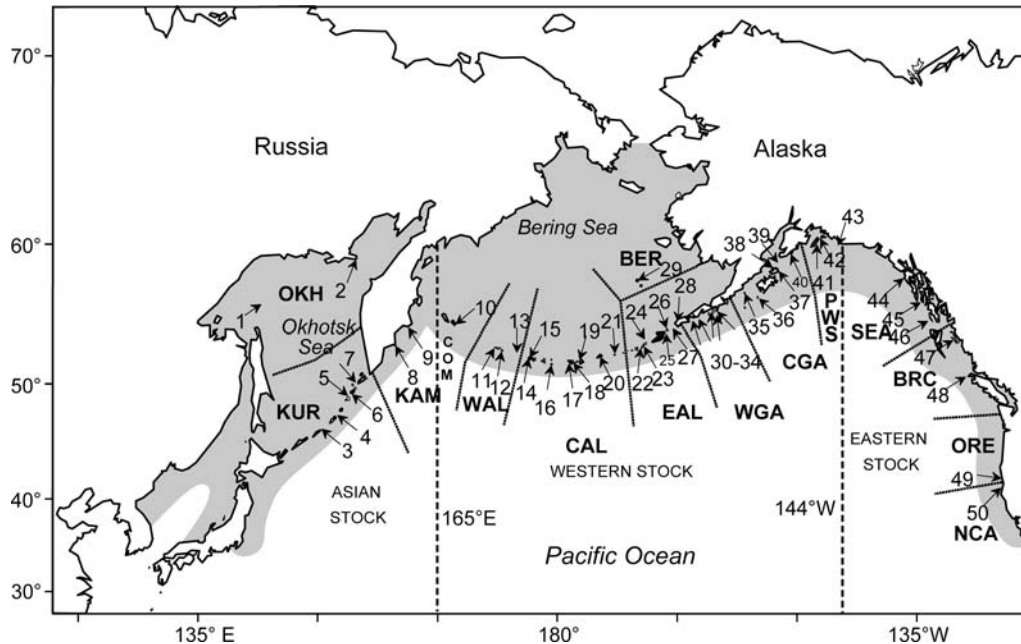 70°
Russia
Alaska
60°
Bering Sea
BER
29
28
39
38
43
42
41
40
37
36
35
P
W
S
SEA
44
45
46
47
BRC
48
ORE
49
50
NCA
OKH
Okhotsk
Sea
1
2
7
5
6
KUR
4
3
KAM
8
9
10
C
O
M
WAL
11
12
13
14
15
16
17
18
19
20
21
22
23
24
25
26
27
30-34
CGA
WGA
EAL
CAL
WESTERN STOCK
EASTERN
STOCK
ASIAN
STOCK
165°E
144°W
Pacific Ocean
50°
40°
30°
135° E
180°
135°W